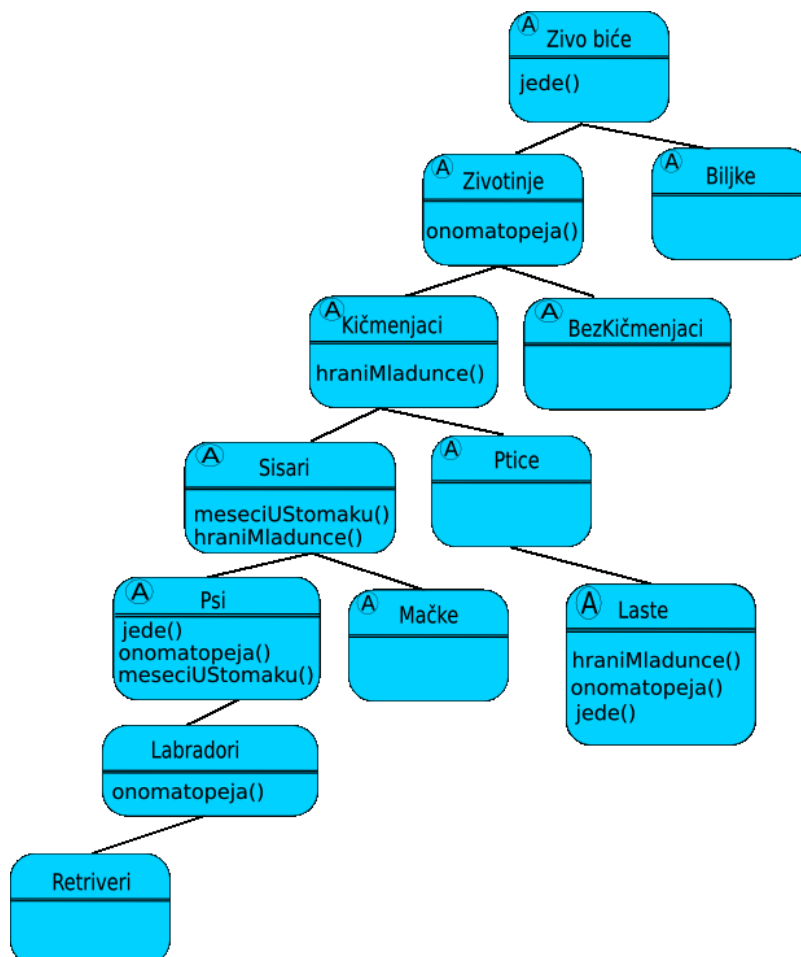 A Zivo biće
jede()
A Zivotinje
onomatopeja()
A Biljke
A Kičmenjaci
hraniMladunce()
A BezKičmenjaci
A Sisari
meseciUStomaku()
hraniMladunce()
A Ptice
A Psi
jede()
onomatopeja()
meseciUStomaku()
A Mačke
A Laste
hraniMladunce()
onomatopeja()
jede()
Labradori
onomatopeja()
Retriveri